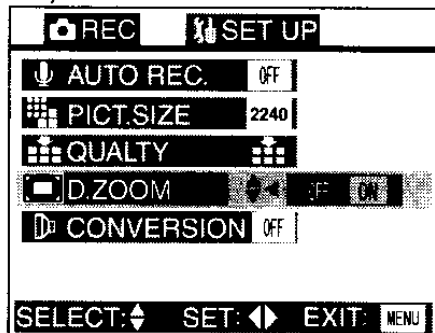 REC SET UP
AUTO REC. OFF
PICT.SIZE 2240
QUALTY
D.ZOOM OFF ON
CONVERSION OFF
SELECT: SET: EXIT: MENU